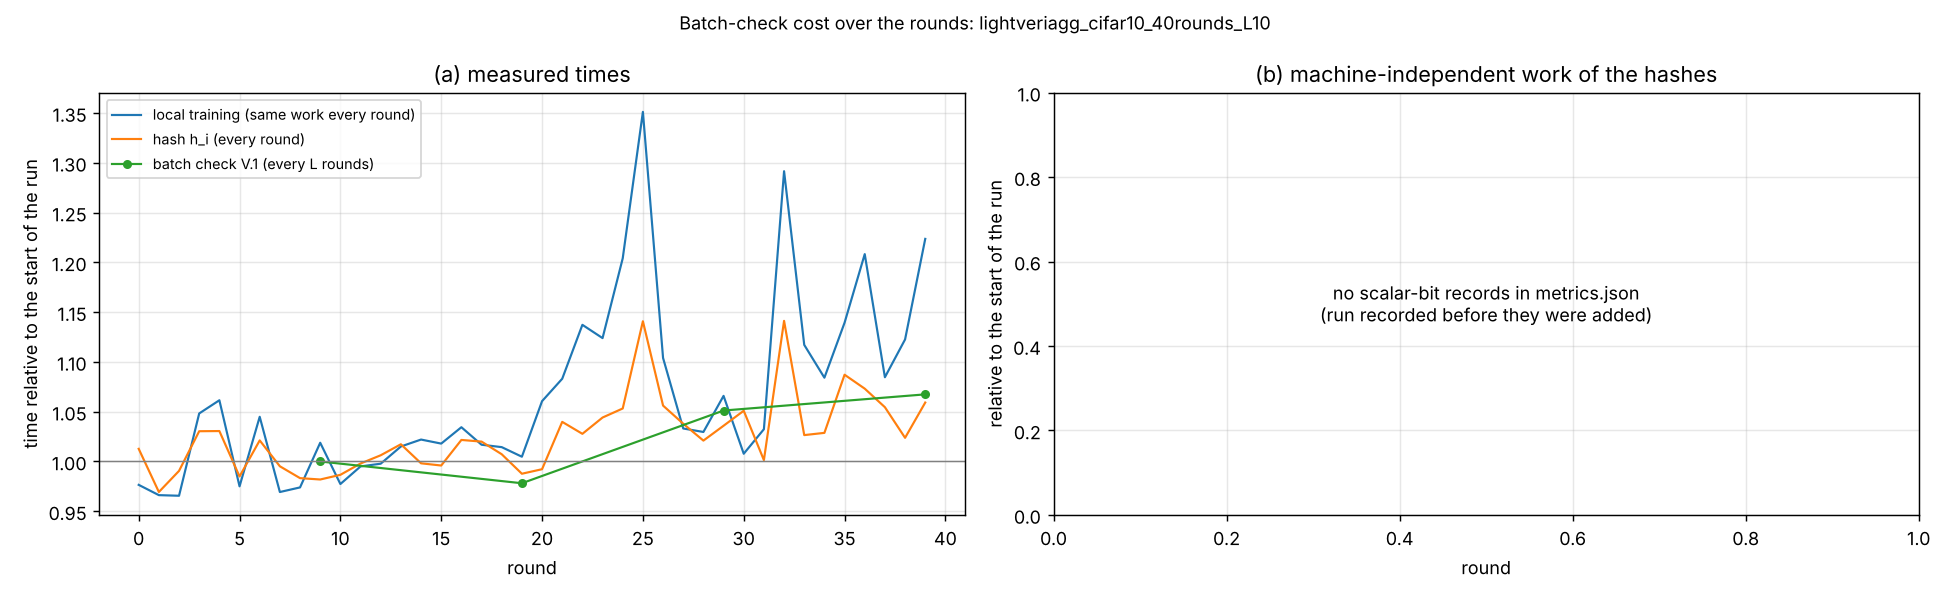 Batch-check cost over the rounds: lightveriagg_cifar10_40rounds_L10
(a) measured times
time relative to the start of the run
1.35
1.30
1.25
1.20
1.15
1.10
1.05
1.00
0.95
local training (same work every round)
hash h_i (every round)
batch check V.1 (every L rounds)
0 5 10 15 20 25 30 35 40
round
(b) machine-independent work of the hashes
relative to the start of the run
1.0
0.8
0.6
0.4
0.2
0.0
no scalar-bit records in metrics.json
(run recorded before they were added)
0.0 0.2 0.4 0.6 0.8 1.0
round